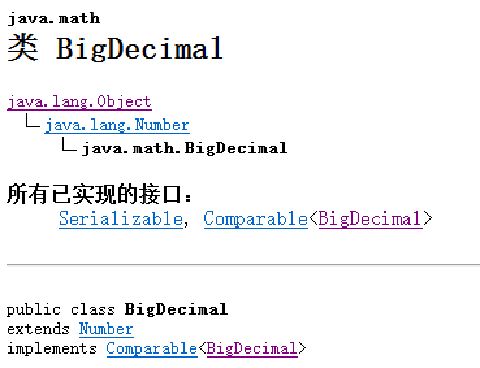 java.math
类 BigDecimal
java.lang.Object
java.lang.Number
java.math.BigDecimal
所有已实现的接口：
Serializable, Comparable<BigDecimal>
public class BigDecimal
extends Number
implements Comparable<BigDecimal>